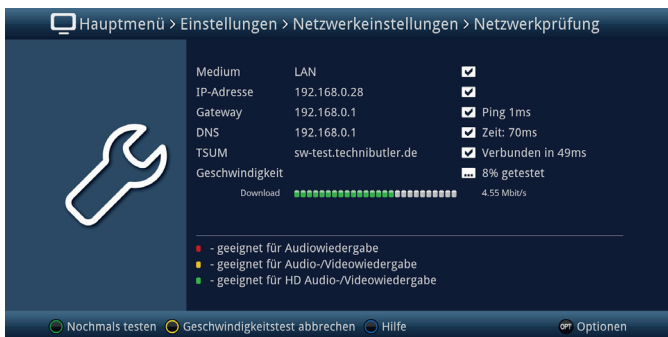 Hauptmenü > Einstellungen > Netzwerkeinstellungen > Netzwerkprüfung
Medium LAN
IP-Adresse 192.168.0.28
Gateway 192.168.0.1 Ping 1ms
DNS 192.168.0.1 Zeit: 70ms
TSUM sw-test.technibutler.de Verbunden in 49ms
Geschwindigkeit ... 8% getestet
Download 4.55 Mbit/s
- geeignet für Audiowiedergabe
- geeignet für Audio-/Videowiedergabe
- geeignet für HD Audio-/Videowiedergabe
Nochmals testen Geschwindigkeitstest abbrechen Hilfe OPT Optionen